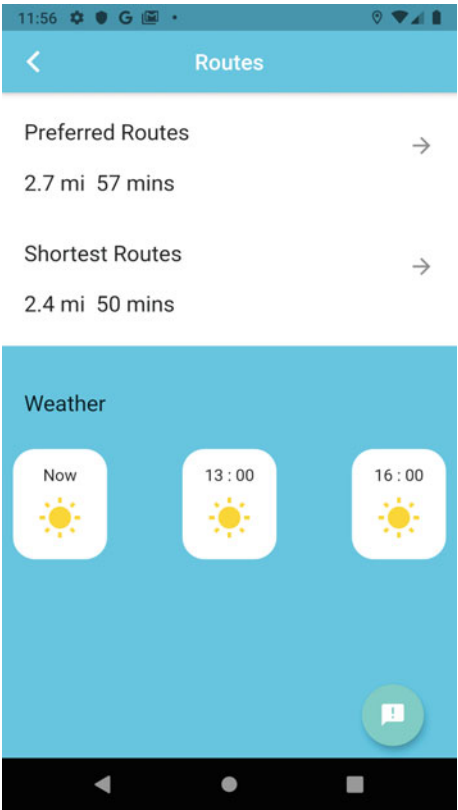 11:56 G
Routes
Preferred Routes
2.7 mi 57 mins
Shortest Routes
2.4 mi 50 mins
Weather
Now 13 : 00 16 : 00